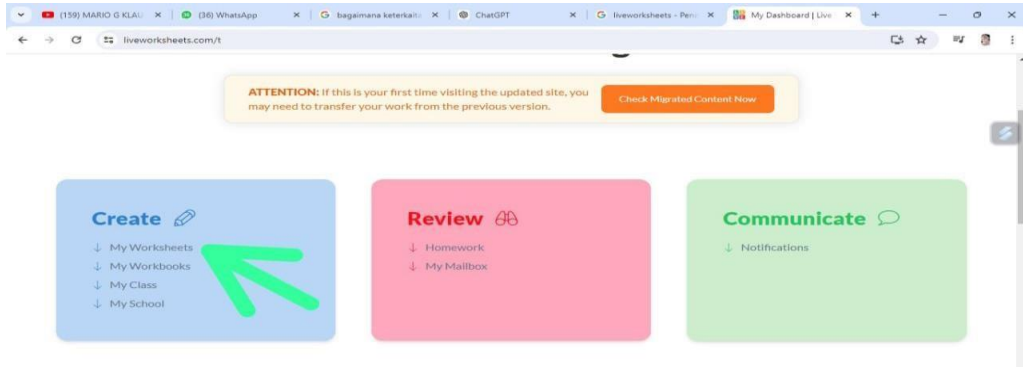 (159) MARIO G KLAU
(36) WhatsApp
bagaimana keterkaita
ChatGPT
liveworksheets - Pen
My Dashboard | Live
liveworksheets.com/t
ATTENTION: If this is your first time visiting the updated site, you
may need to transfer your work from the previous version.
Check Migrated Content Now
Create
My Worksheets
My Workbooks
My Class
My School
Review
Homework
My Mailbox
Communicate
Notifications